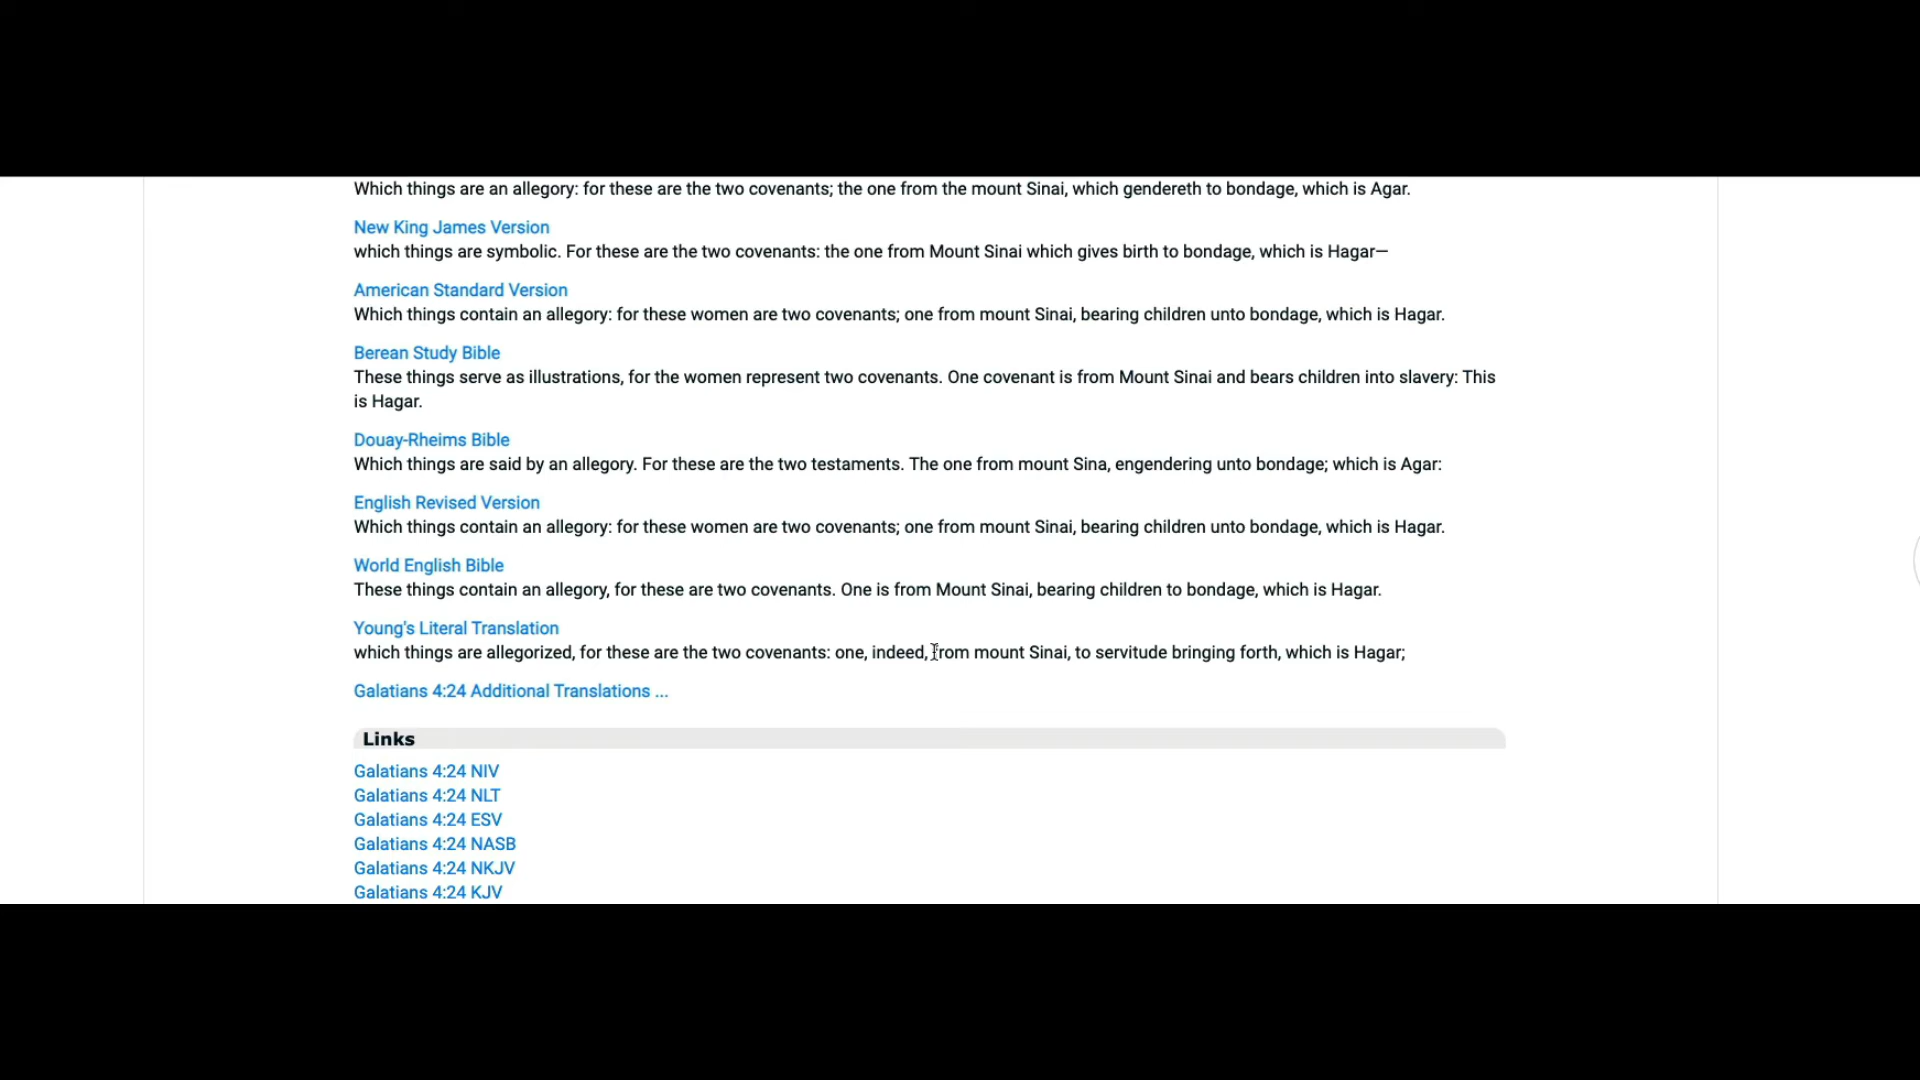 Which things are an allegory: for these are the two covenants; the one from the mount Sinai, which gendereth to bondage, which is Agar.
New King James Version
which things are symbolic. For these are the two covenants: the one from Mount Sinai which gives birth to bondage, which is Hagar—
American Standard Version
Which things contain an allegory: for these women are two covenants; one from mount Sinai, bearing children unto bondage, which is Hagar.
Berean Study Bible
These things serve as illustrations, for the women represent two covenants. One covenant is from Mount Sinai and bears children into slavery: This
is Hagar.
Douay-Rheims Bible
Which things are said by an allegory. For these are the two testaments. The one from mount Sina, engendering unto bondage; which is Agar:
English Revised Version
Which things contain an allegory: for these women are two covenants; one from mount Sinai, bearing children unto bondage, which is Hagar.
World English Bible
These things contain an allegory, for these are two covenants. One is from Mount Sinai, bearing children to bondage, which is Hagar.
Young's Literal Translation
which things are allegorized, for these are the two covenants: one, indeed, from mount Sinai, to servitude bringing forth, which is Hagar;
Galatians 4:24 Additional Translations ...
Links
Galatians 4:24 NIV
Galatians 4:24 NLT
Galatians 4:24 ESV
Galatians 4:24 NASB
Galatians 4:24 NKJV
Galatians 4:24 KJV